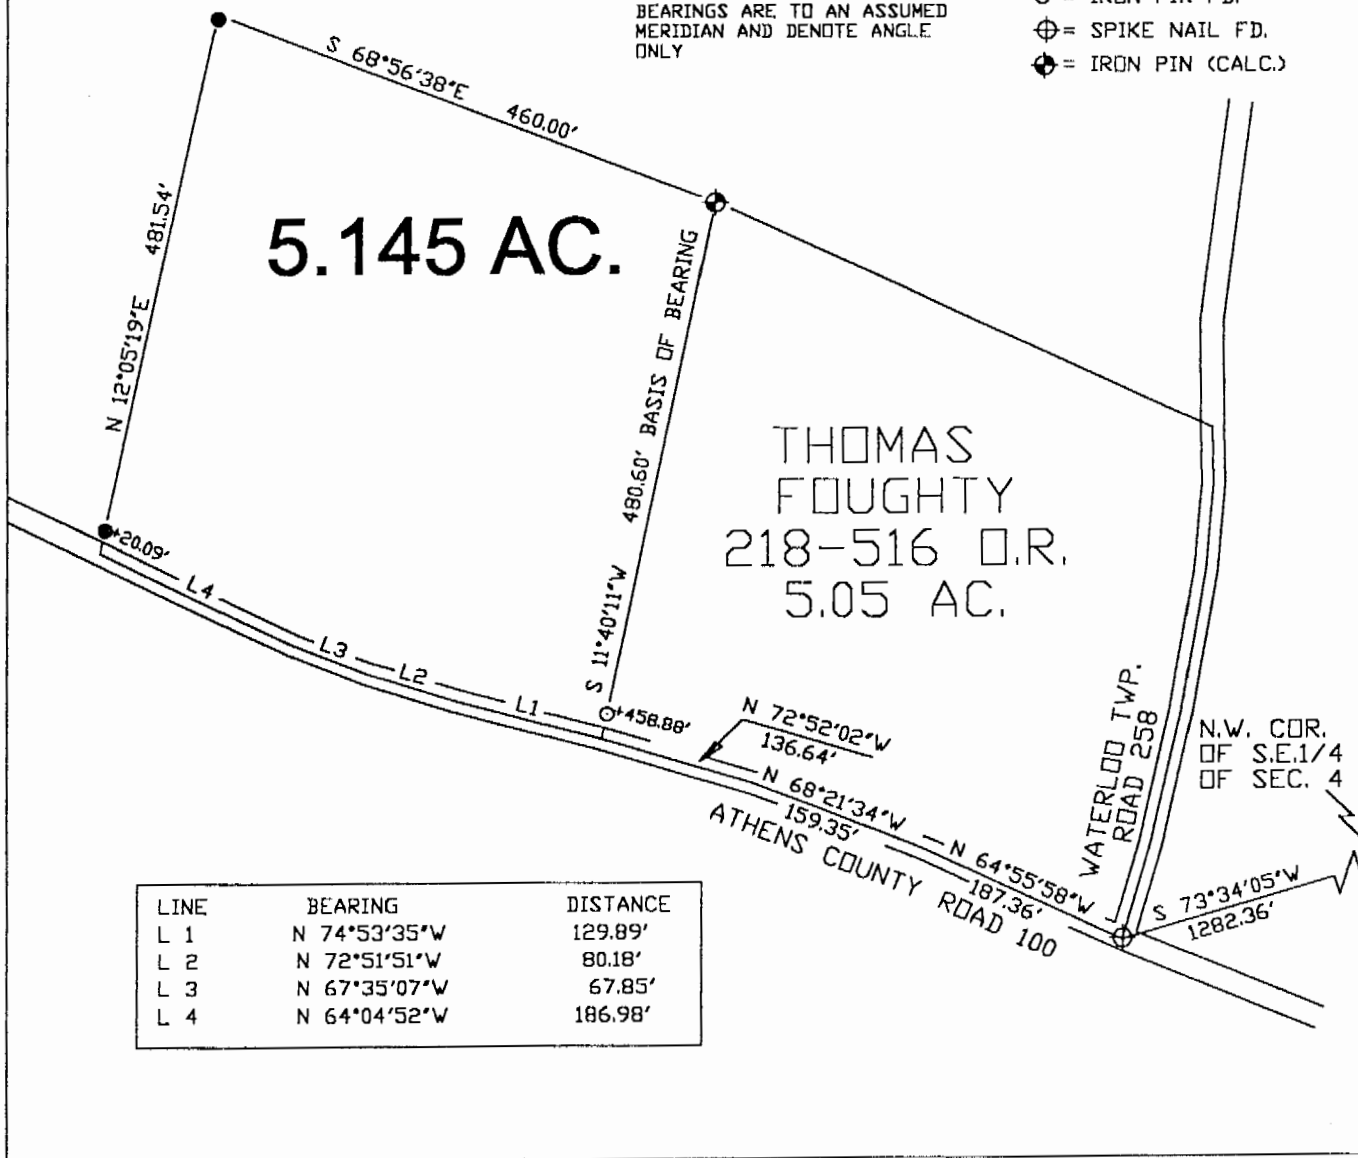 BEARINGS ARE TO AN ASSUMED
MERIDIAN AND DENOTE ANGLE
ONLY
= SPIKE NAIL FD.
= IRON PIN (CALC.)
S 68°56'38"E
460.00'
481.54'
N 12°05'19"E
5.145 AC.
480.60' BASIS OF BEARING
S 11°40'11"W
THOMAS
FOUGHTY
218-516 O.R.
5.05 AC.
+20.09'
L4
L3
L2
L1
+458.88'
N 72°52'02"W
136.64'
N 68°21'34"W
159.35'
N 64°55'58"W
187.36'
ATHENS COUNTY ROAD 100
WATERLOO TWP.
ROAD 258
N.W. COR.
OF S.E.1/4
OF SEC. 4
S 73°34'05"W
1282.36'
LINE BEARING DISTANCE
L 1 N 74°53'35"W 129.89'
L 2 N 72°51'51"W 80.18'
L 3 N 67°35'07"W 67.85'
L 4 N 64°04'52"W 186.98'